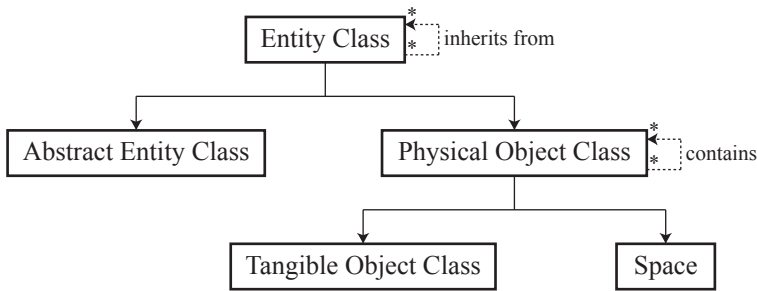 Entity Class
*
*
inherits from
Abstract Entity Class
Physical Object Class
*
*
contains
Tangible Object Class
Space